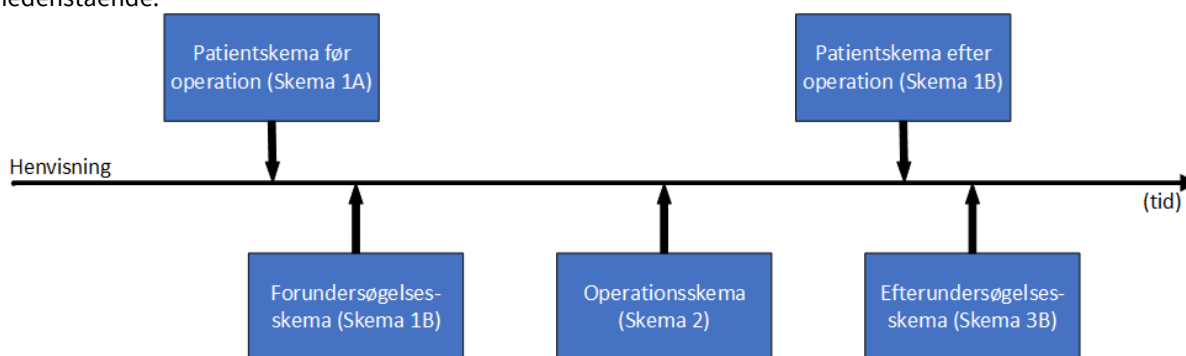 nedenstående.
Patientskema før
operation (Skema 1A)
Patientskema efter
operation (Skema 1B)
Henvisning
(tid)
Forundersøgelses-
skema (Skema 1B)
Operationsskema
(Skema 2)
Efterundersøgelses-
skema (Skema 3B)